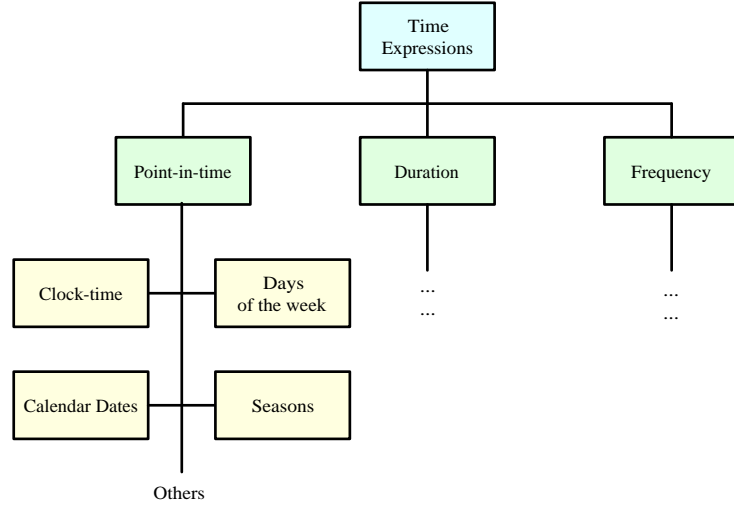 Time
Expressions
Point-in-time
Duration
Frequency
Clock-time
Days
of the week
...
...
...
...
Calendar Dates
Seasons
Others